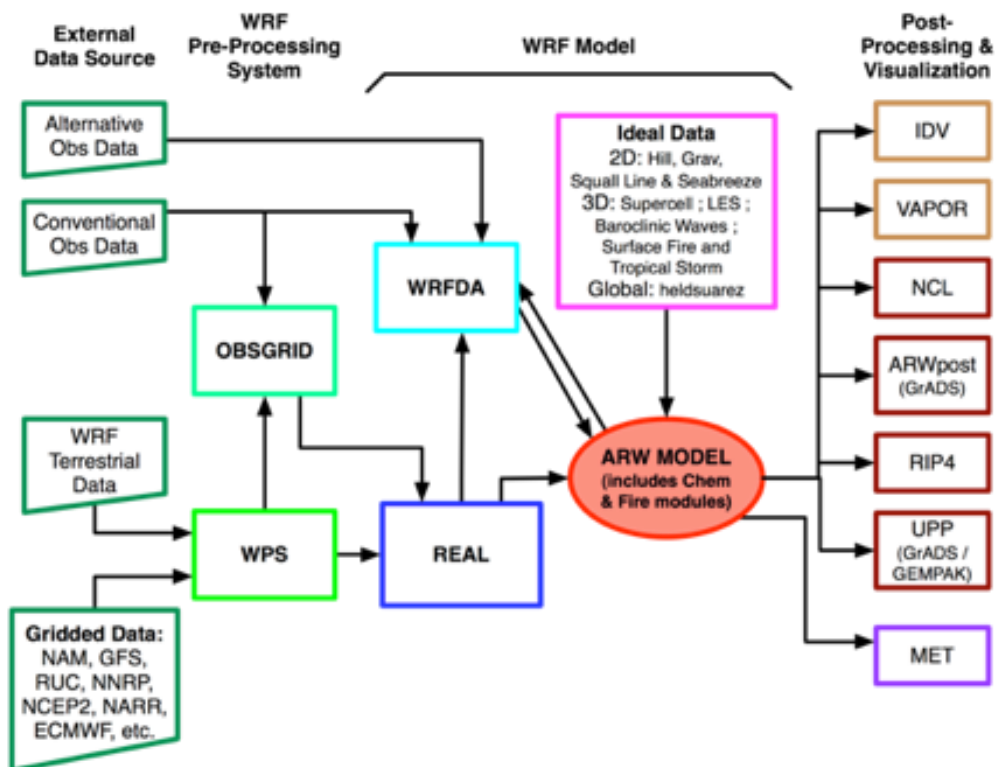 External
Data Source
WRF
Pre-Processing
System
WRF Model
Post-
Processing &
Visualization
Alternative
Obs Data
Conventional
Obs Data
WRF
Terrestrial
Data
Gridded Data:
NAM, GFS,
RUC, NNRP,
NCEP2, NARR,
ECMWF, etc.
OBSGRID
WPS
WRFDA
REAL
Ideal Data
2D: Hill, Grav,
Squall Line & Seabreeze
3D: Supercell ; LES ;
Baroclinic Waves ;
Surface Fire and
Tropical Storm
Global: heldsuarez
ARW MODEL
(includes Chem
& Fire modules)
IDV
VAPOR
NCL
ARWpost
(GrADS)
RIP4
UPP
(GrADS /
GEMPAK)
MET